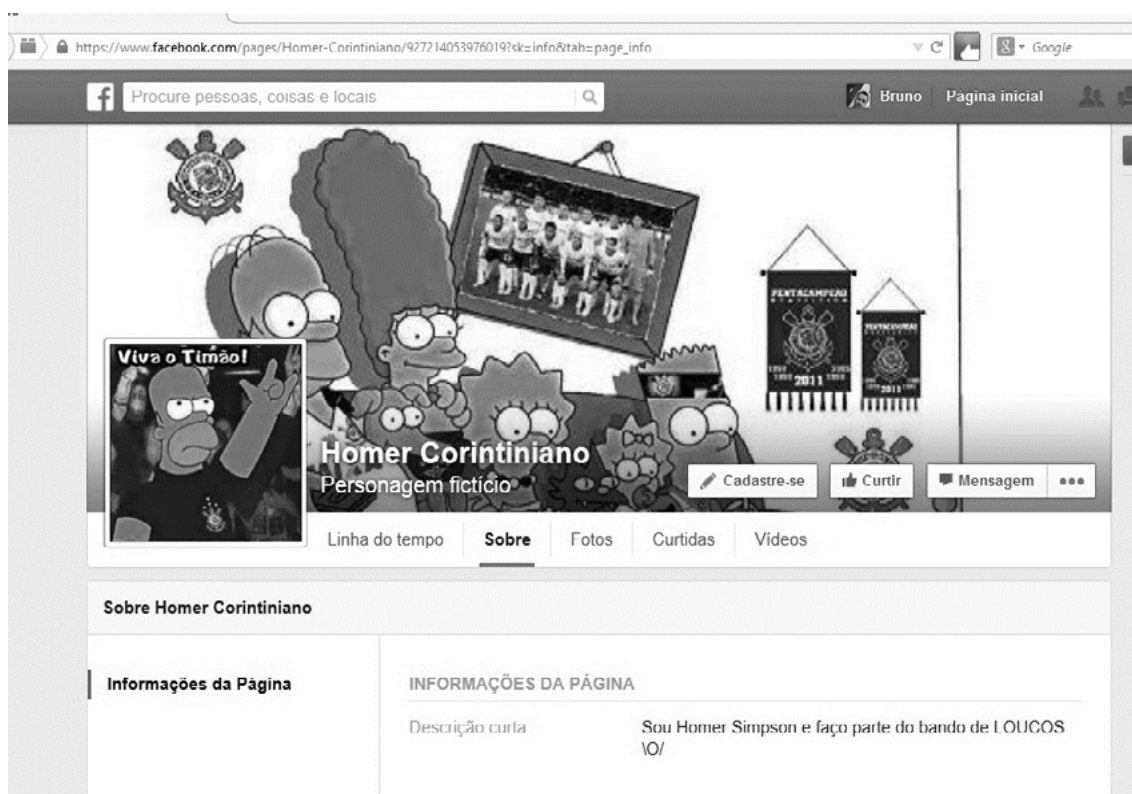 https://www.facebook.com/pages/Homer-Corintiniano/927214053976019?sk=info&tab=page_info
Google
Procure pessoas, coisas e locais
Bruno
Página inicial
PENTACAMPEÃO
2011
2011
Viva o Timão!
Homer Corintiniano
Personagem fictício
Cadastre-se
Curtir
Mensagem
Linha do tempo
Sobre
Fotos
Curtidas
Vídeos
Sobre Homer Corintiniano
Informações da Página
INFORMAÇÕES DA PÁGINA
Descrição curta
Sou Homer Simpson e faço parte do bando de LOUCOS
\O/